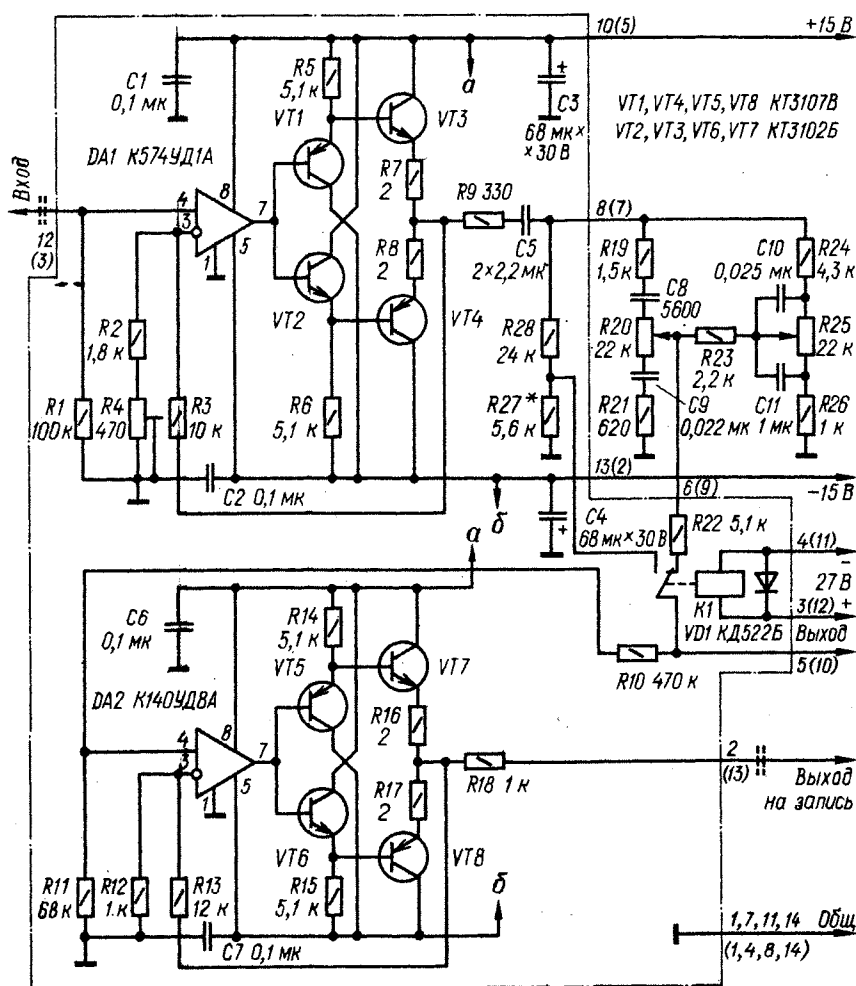 10(5)
+15 В
R5
5,1 к
а
C1
0,1 мк
VT1
VT3
+
C3
68 мк×
×30 В
VT1, VT4, VT5, VT8 КТ3107В
VT2, VT3, VT6, VT7 КТ3102Б
DA1 К574УД1А
R7
2
Вход
R9 330
8
4
7
3
5
1
12
(3)
8(7)
R8
2
C5
2×2,2 мк
R19
1,5 к
C10
0,025 мк
R24
4,3 к
C8
5600
VT2
VT4
R2
1,8 к
R28
24 к
R20
22 к
R23
2,2 к
R25
22 к
R1
100 к
R4
470
R3
10 к
R6
5,1 к
R27*
5,6 к
R21
620
C9
0,022 мк
C11
1 мк
R26
1 к
13(2)
−15 В
C2 0,1 мк
б
6(9)
C4
68 мк×30 В
+
R22 5,1 к
а
4(11)
−
27 В
К1
3(12) +
C6
0,1 мк
R14
5,1 к
VD1 КД522Б
Выход
5(10)
VT5
VT7
R10 470 к
DA2 К140УД8А
R16
2
8
4
7
3
5
1
2
(13)
R18 1 к
Выход
на запись
R17
2
VT6
VT8
R11
68 к
R12
1 к
R13
12 к
R15
5,1 к
б
C7 0,1 мк
1,7,11,14 Общ
(1,4,8,14)